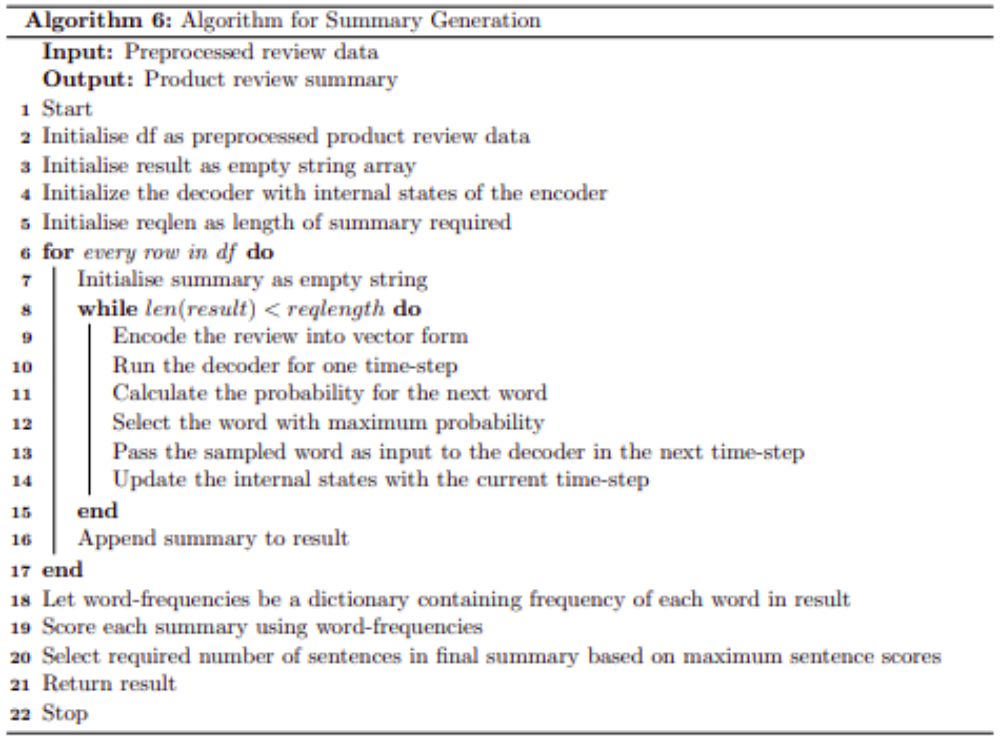 Algorithm 6: Algorithm for Summary Generation
Input: Preprocessed review data
Output: Product review summary
1 Start
2 Initialise df as preprocessed product review data
3 Initialise result as empty string array
4 Initialize the decoder with internal states of the encoder
5 Initialise reqlen as length of summary required
6 for every row in df do
7 Initialise summary as empty string
8 while len(result) < reqlength do
9 Encode the review into vector form
10 Run the decoder for one time-step
11 Calculate the probability for the next word
12 Select the word with maximum probability
13 Pass the sampled word as input to the decoder in the next time-step
14 Update the internal states with the current time-step
15 end
16 Append summary to result
17 end
18 Let word-frequencies be a dictionary containing frequency of each word in result
19 Score each summary using word-frequencies
20 Select required number of sentences in final summary based on maximum sentence scores
21 Return result
22 Stop